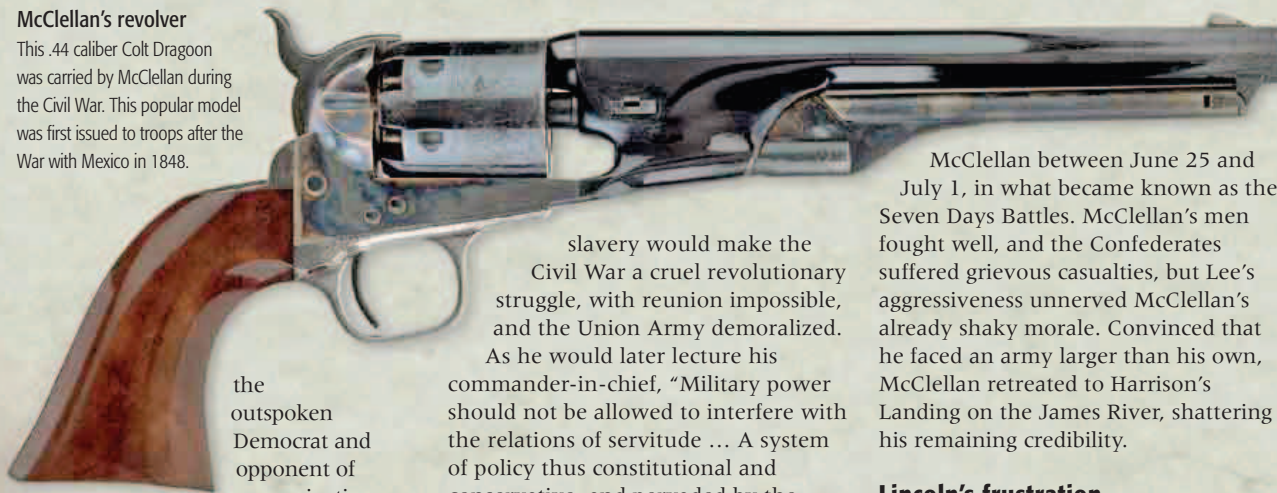 McClellan’s revolver
This .44 caliber Colt Dragoon
was carried by McClellan during
the Civil War. This popular model
was first issued to troops after the
War with Mexico in 1848.
the
outspoken
Democrat and
opponent of
slavery would make the
Civil War a cruel revolutionary
struggle, with reunion impossible,
and the Union Army demoralized.
As he would later lecture his
commander-in-chief, “Military power
should not be allowed to interfere with
the relations of servitude … A system
of policy thus constitutional and
conservative, and pervaded by the
McClellan between June 25 and
July 1, in what became known as the
Seven Days Battles. McClellan’s men
fought well, and the Confederates
suffered grievous casualties, but Lee’s
aggressiveness unnerved McClellan’s
already shaky morale. Convinced that
he faced an army larger than his own,
McClellan retreated to Harrison’s
Landing on the James River, shattering
his remaining credibility.
Lincoln’s frustration